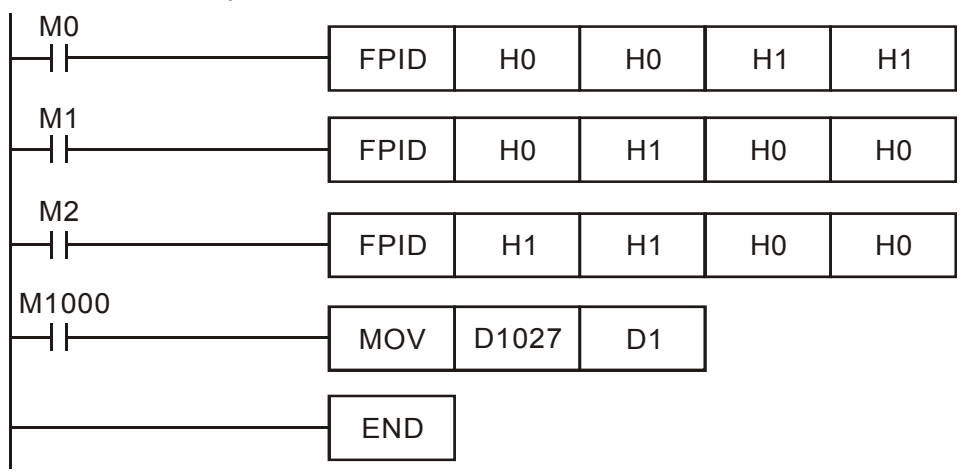 M0
FPID H0 H0 H1 H1
M1
FPID H0 H1 H0 H0
M2
FPID H1 H1 H0 H0
M1000
MOV D1027 D1
END